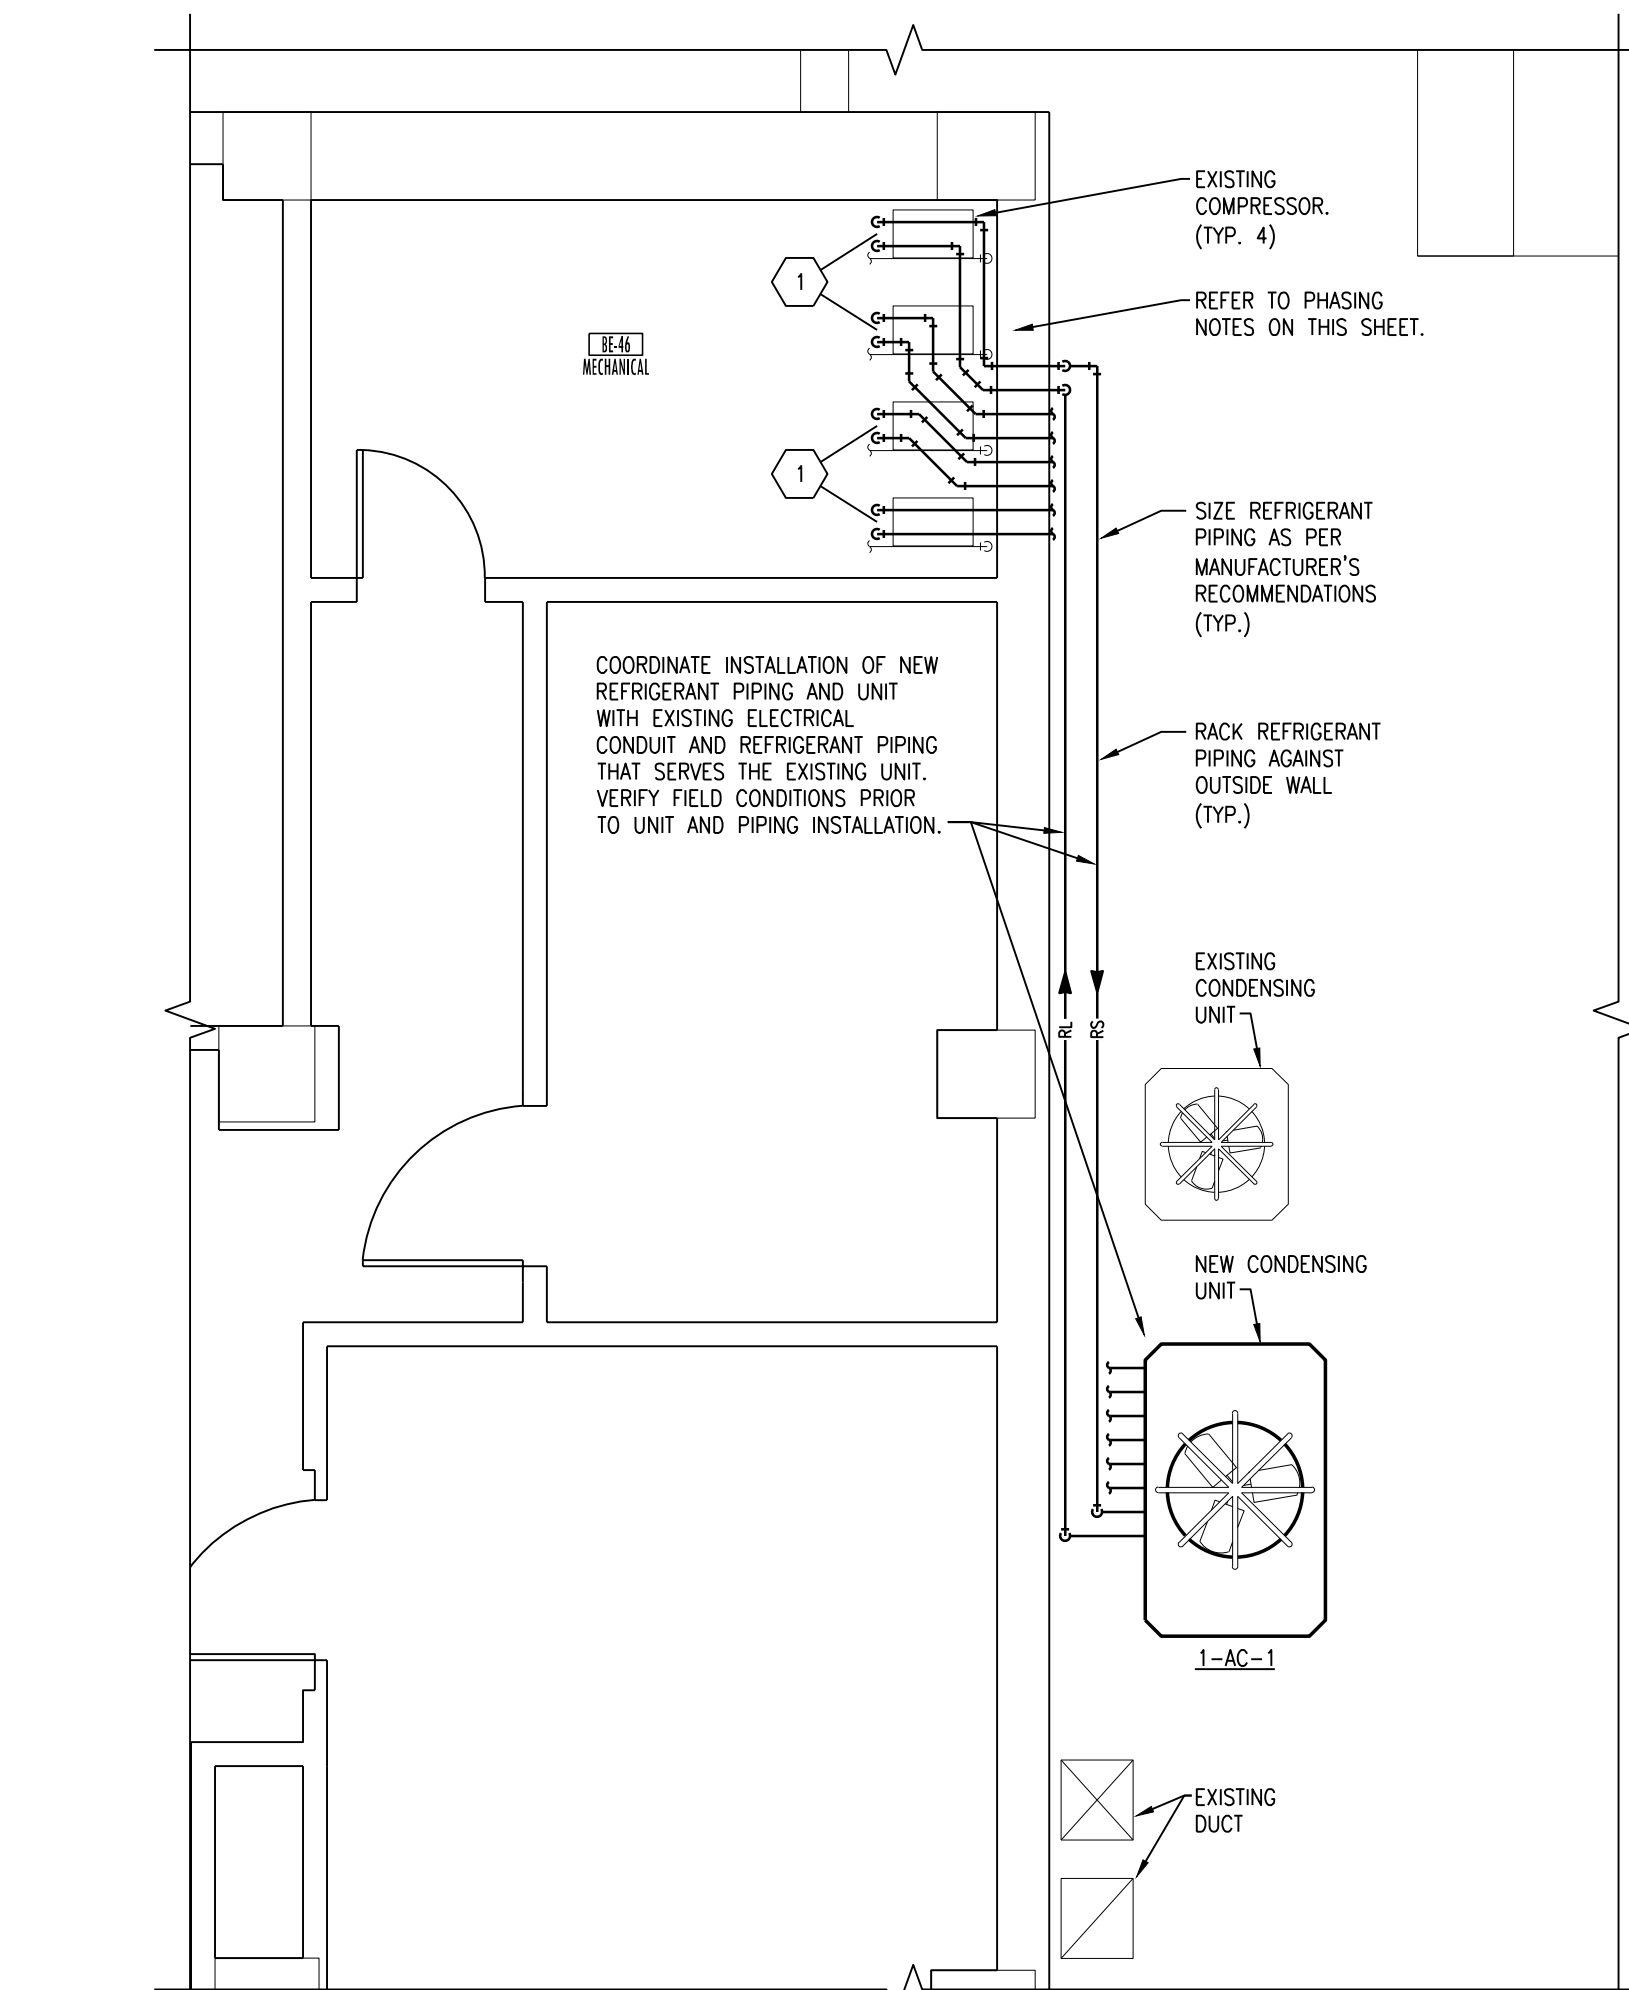 EXISTING
COMPRESSOR.
(TYP. 4)
1
REFER TO PHASING
NOTES ON THIS SHEET.
BE-46
MECHANICAL
1
SIZE REFRIGERANT
PIPING AS PER
MANUFACTURER'S
RECOMMENDATIONS
(TYP.)
COORDINATE INSTALLATION OF NEW
REFRIGERANT PIPING AND UNIT
WITH EXISTING ELECTRICAL
CONDUIT AND REFRIGERANT PIPING
THAT SERVES THE EXISTING UNIT.
VERIFY FIELD CONDITIONS PRIOR
TO UNIT AND PIPING INSTALLATION.
RACK REFRIGERANT
PIPING AGAINST
OUTSIDE WALL
(TYP.)
EXISTING
CONDENSING
UNIT
RL
RS
NEW CONDENSING
UNIT
1-AC-1
EXISTING
DUCT